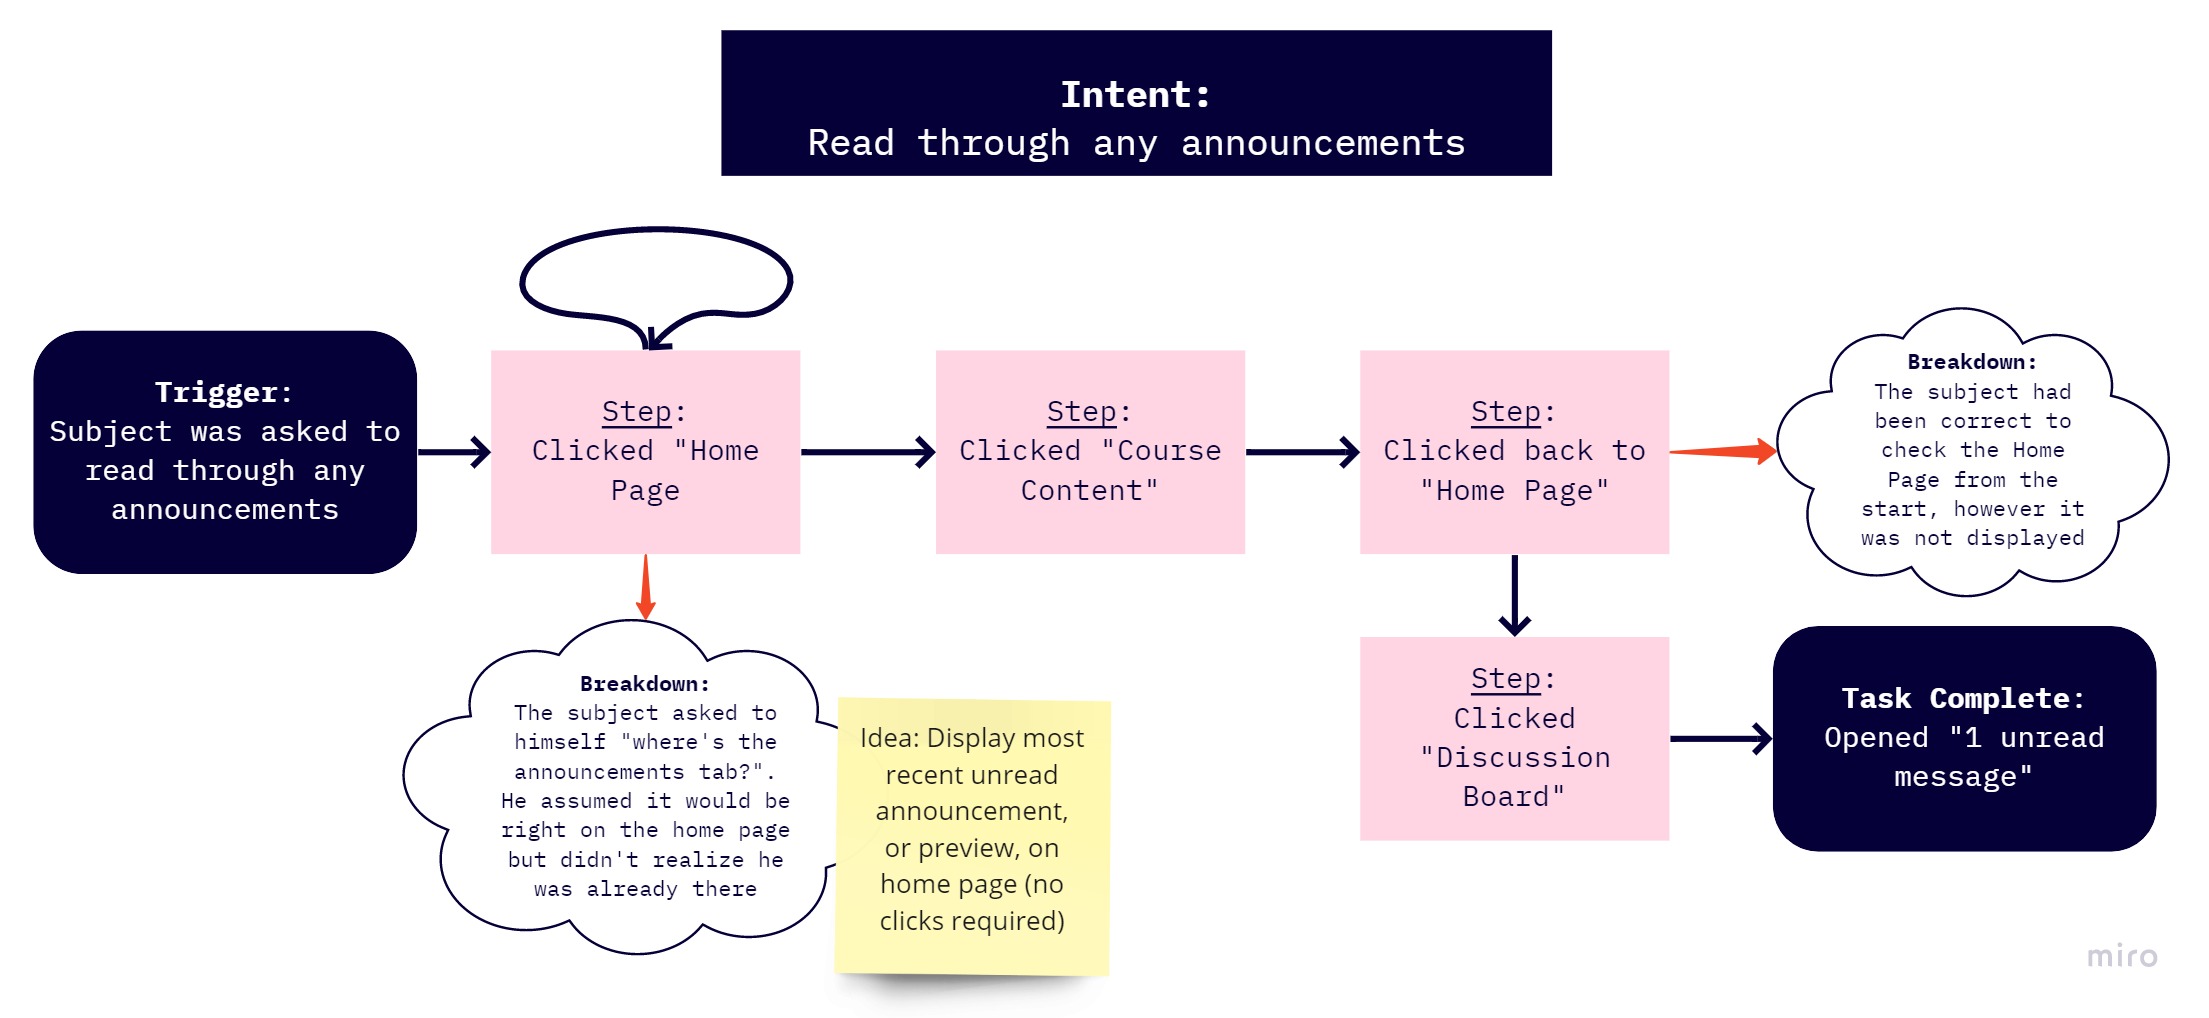 Intent:
Read through any announcements
Trigger:
Subject was asked to
read through any
announcements
Step:
Clicked "Home
Page
Step:
Clicked "Course
Content"
Step:
Clicked back to
"Home Page"
Breakdown:
The subject had
been correct to
check the Home
Page from the
start, however it
was not displayed
Breakdown:
The subject asked to
himself "where's the
announcements tab?".
He assumed it would be
right on the home page
but didn't realize he
was already there
Idea: Display most
recent unread
announcement,
or preview, on
home page (no
clicks required)
Step:
Clicked
"Discussion
Board"
Task Complete:
Opened "1 unread
message"
miro